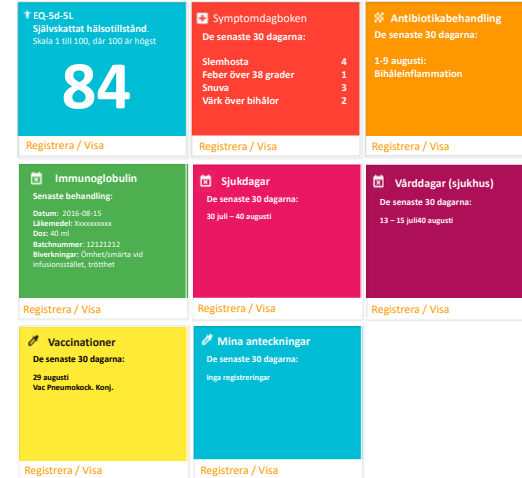 EQ-5d-5L
Självskattat hälsotillstånd.
Skala 1 till 100, där 100 är högst
84
Registrera / Visa
Symptomdagboken
De senaste 30 dagarna:
Slemhosta 4
Feber över 38 grader 1
Snuva 3
Värk över bihålor 2
Registrera / Visa
Antibiotikabehandling
De senaste 30 dagarna:
1-9 augusti:
Bihåleinflammation
Registrera / Visa
Immunoglobulin
Senaste behandling:
Datum: 2016-08-15
Läkemedel: Xxxxxxxxxx
Dos: 40 ml
Batchnummer: 12121212
Biverkningar: Ömhet/smärta vid
infusionsstället, trötthet
Registrera / Visa
Sjukdagar
De senaste 30 dagarna:
30 juli – 40 augusti
Registrera / Visa
Vårddagar (sjukhus)
De senaste 30 dagarna:
13 – 15 juli40 augusti
Registrera / Visa
Vaccinationer
De senaste 30 dagarna:
29 augusti
Vac Pneumokock. Konj.
Registrera / Visa
Mina anteckningar
De senaste 30 dagarna:
Inga registreringar
Registrera / Visa